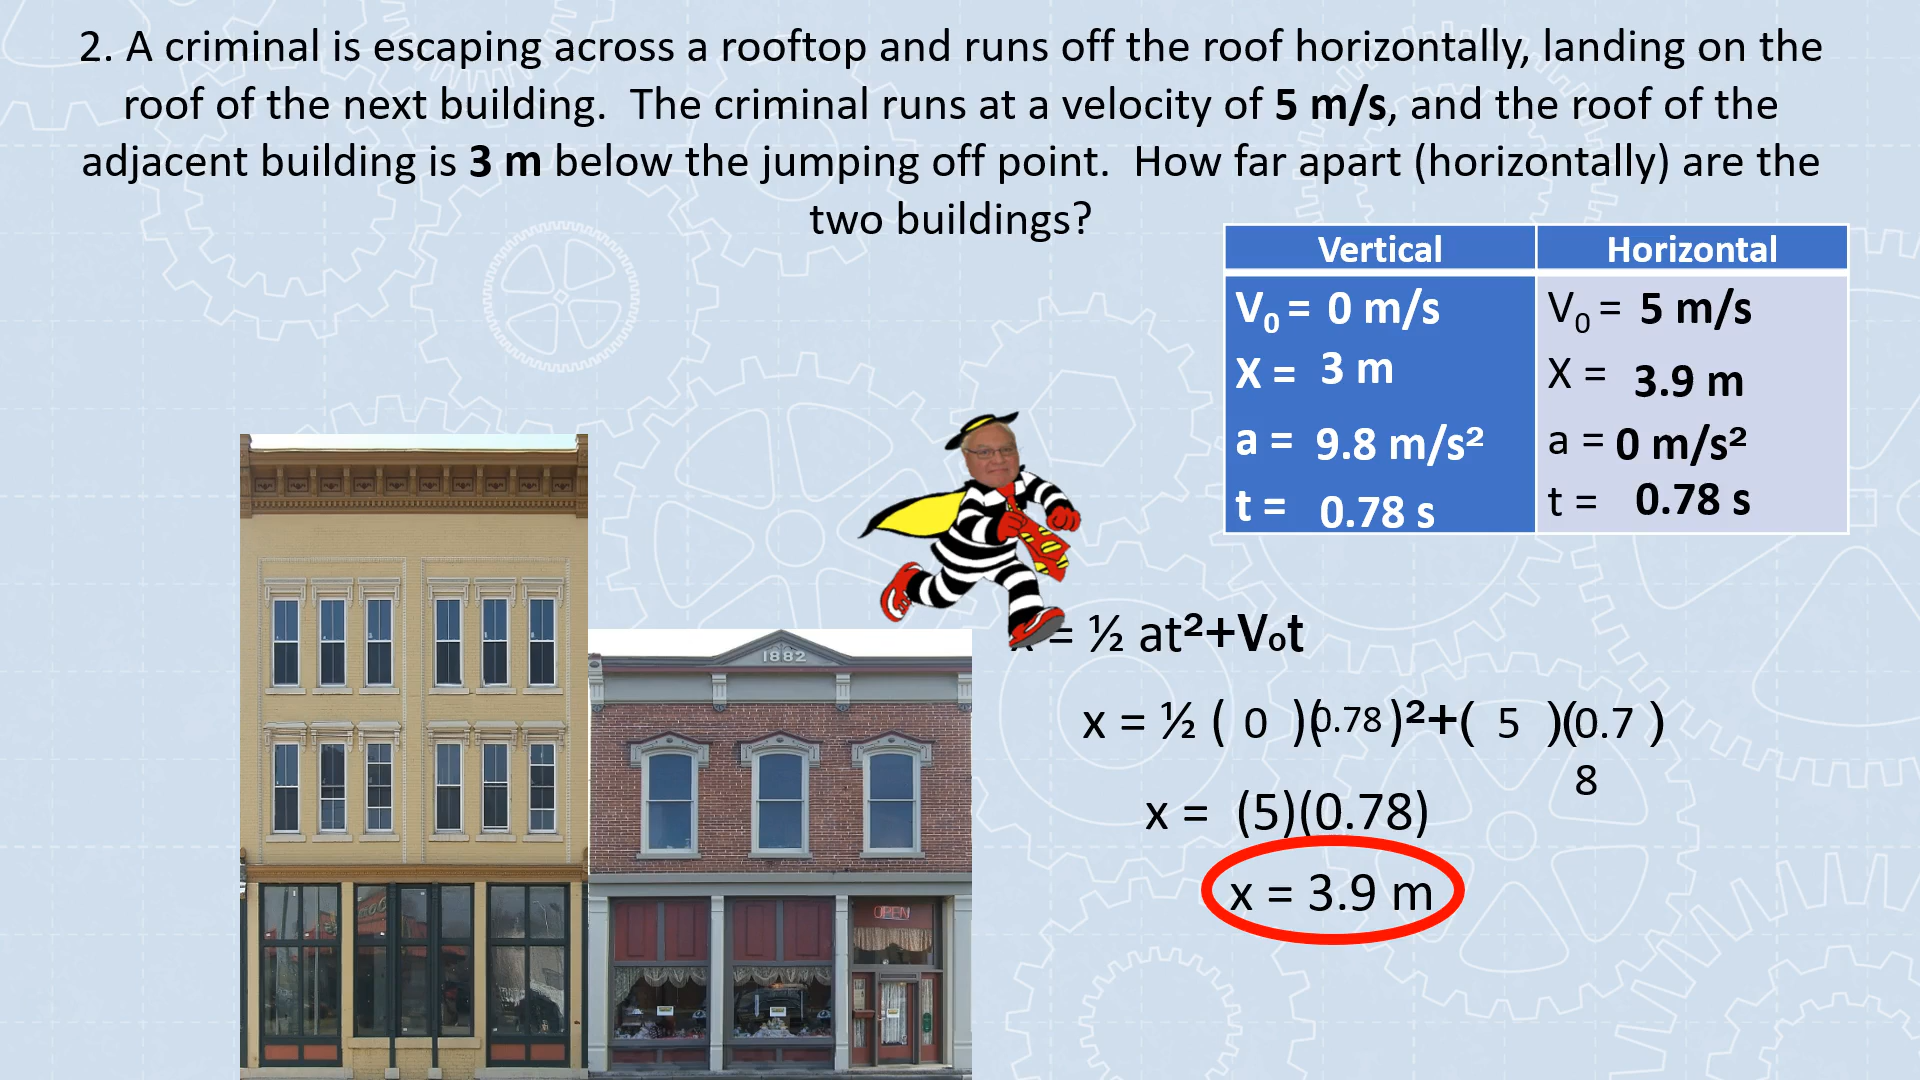 2. A criminal is escaping across a rooftop and runs off the roof horizontally, landing on the
roof of the next building.  The criminal runs at a velocity of 5 m/s, and the roof of the
adjacent building is 3 m below the jumping off point.  How far apart (horizontally) are the
two buildings?
Vertical Horizontal
V₀ = 0 m/s V₀ = 5 m/s
X = 3 m X = 3.9 m
a = 9.8 m/s² a = 0 m/s²
t = 0.78 s t = 0.78 s
= ½ at²+V₀t
1882
x = ½ ( 0 )(0.78)²+( 5 )(0.7 )
8
x = (5)(0.78)
x = 3.9 m
OPEN